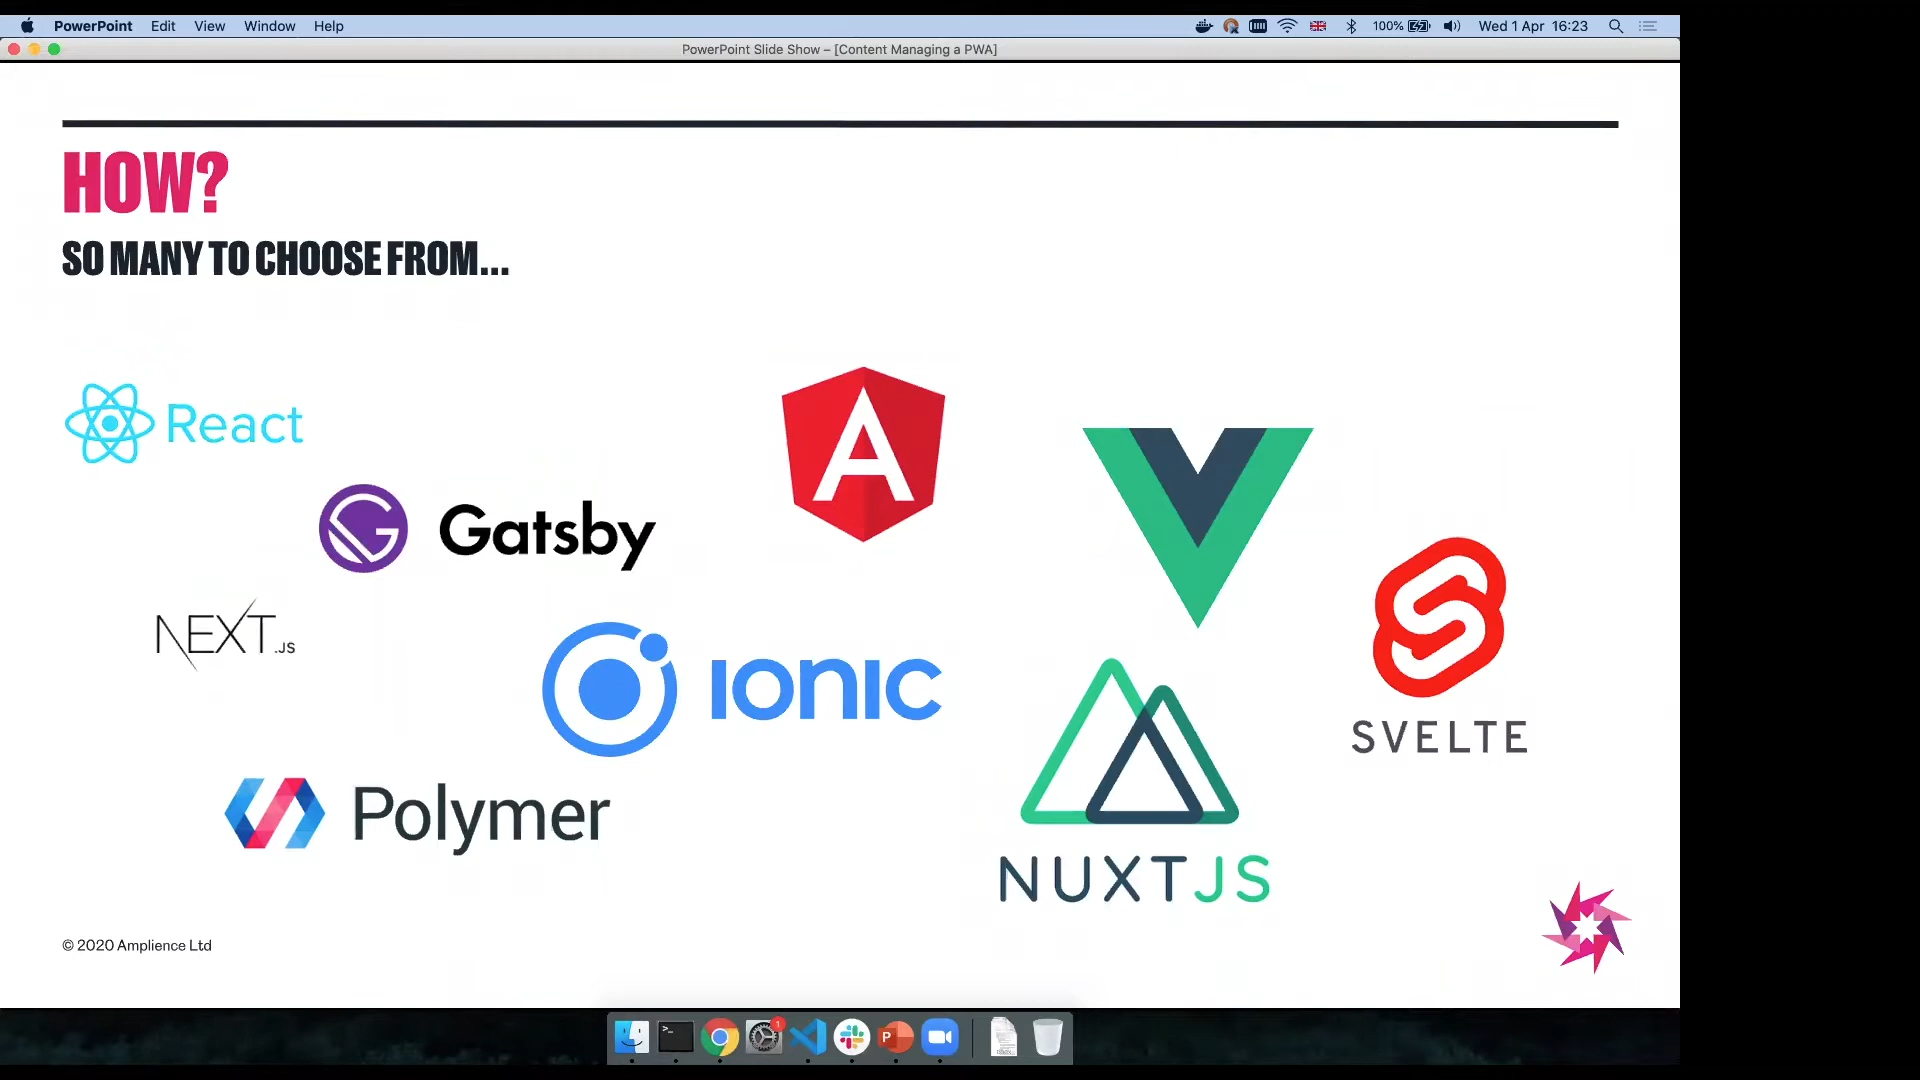 PowerPoint Edit View Window Help 100% Wed 1 Apr 16:23
PowerPoint Slide Show – [Content Managing a PWA]
HOW?
SO MANY TO CHOOSE FROM...
React
Gatsby
NEXT.JS
IONIC
SVELTE
Polymer
NUXTJS
© 2020 Amplience Ltd